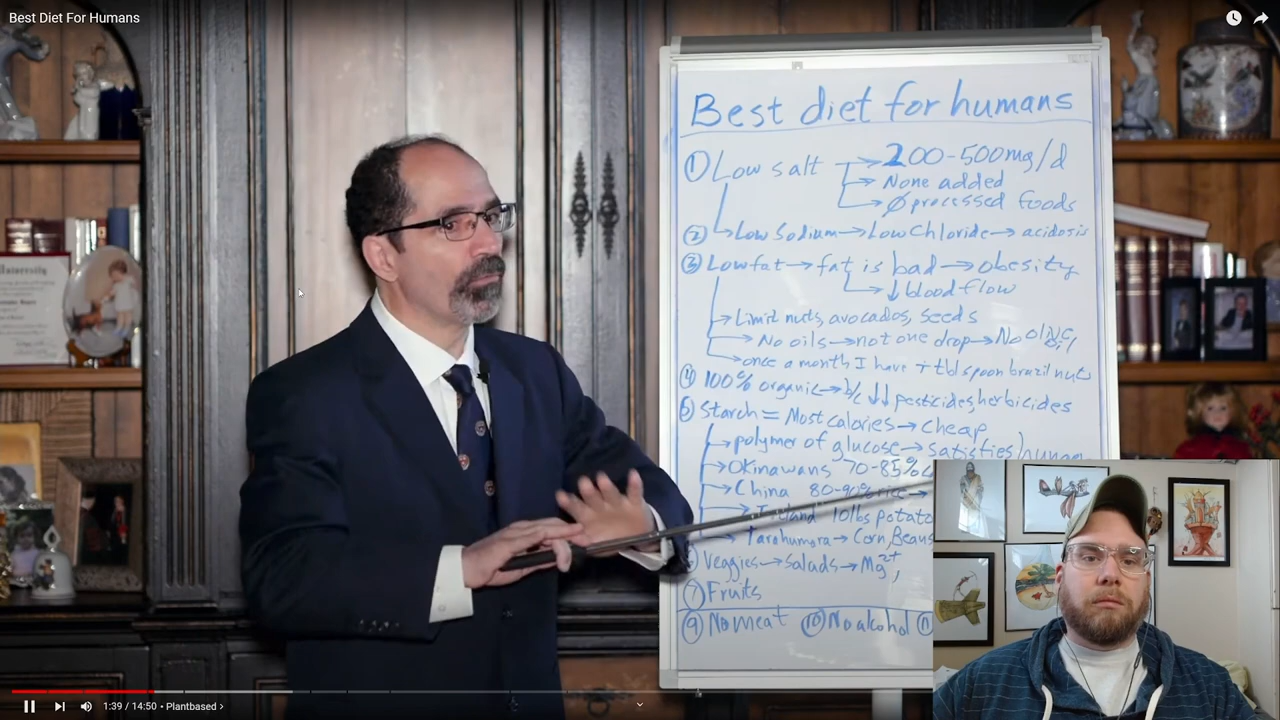 Best Diet For Humans
Best diet for humans
① Low salt → 200-500mg/d
→ None added
→ Ø processed foods
② → Low Sodium → Low Chloride → acidosis
③ Low fat → fat is bad → obesity
→ ↓ blood flow
→ Limit nuts, avocados, seeds
→ No oils → not one drop → No olive oil,
→ once a month I have tbl spoon brazil nuts
④ 100% organic → b/c ↓↓ pesticides herbicides
⑤ Starch = Most calories → cheap
→ polymer of glucose → satisfies
→ Okinawans 70-85%
→ China 80-90% rice →
→ 10lbs potato
→ Tarahumara → Corn, Beans
Veggies → Salads → Mg2+,
⑦ Fruits
⑨ No meat ⑩ No alcohol
University
1:39 / 14:50 • Plantbased >